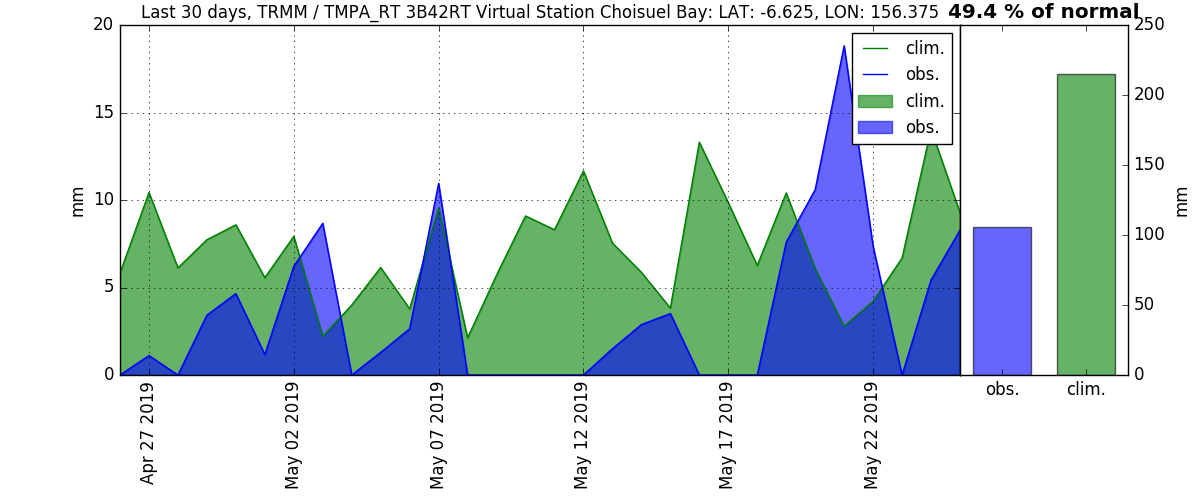 Last 30 days, TRMM / TMPA_RT 3B42RT Virtual Station Choisuel Bay: LAT: -6.625, LON: 156.375
49.4 % of normal
mm
20
15
10
5
0
Apr 27 2019
May 02 2019
May 07 2019
May 12 2019
May 17 2019
May 22 2019
clim.
obs.
clim.
obs.
250
200
150
100
50
0
mm
obs.
clim.